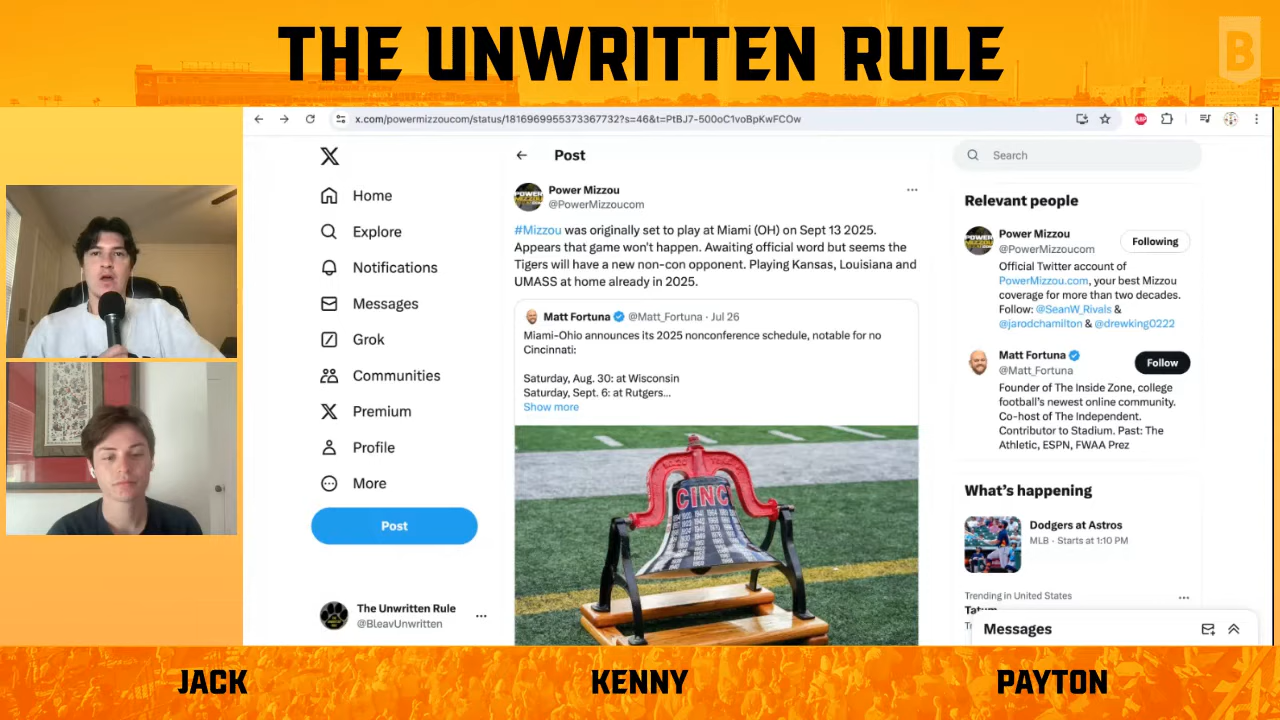 THE UNWRITTEN RULE
B
x.com/powermizzoucom/status/1816969955373367732?s=46&t=PtBJ7-500oC1voBpKwFCOw
ABP
Post
Search
Home
Explore
Notifications
Messages
Grok
Communities
Premium
Profile
More
Post
The Unwritten Rule
@BleavUnwritten
Power Mizzou
@PowerMizzoucom
#Mizzou was originally set to play at Miami (OH) on Sept 13 2025.
Appears that game won't happen. Awaiting official word but seems the
Tigers will have a new non-con opponent. Playing Kansas, Louisiana and
UMASS at home already in 2025.
Matt Fortuna @Matt_Fortuna · Jul 26
Miami-Ohio announces its 2025 nonconference schedule, notable for no
Cincinnati:
Saturday, Aug. 30: at Wisconsin
Saturday, Sept. 6: at Rutgers...
Show more
CINC
Relevant people
Power Mizzou
@PowerMizzoucom
Following
Official Twitter account of
PowerMizzou.com, your best Mizzou
coverage for more than two decades.
Follow: @SeanW_Rivals &
@jarodchamilton & @drewking0222
Matt Fortuna
@Matt_Fortuna
Follow
Founder of The Inside Zone, college
football's newest online community.
Co-host of The Independent.
Contributor to Stadium. Past: The
Athletic, ESPN, FWAA Prez
What's happening
Dodgers at Astros
MLB · Starts at 1:10 PM
Trending in United States
Tatum
Messages
JACK
KENNY
PAYTON